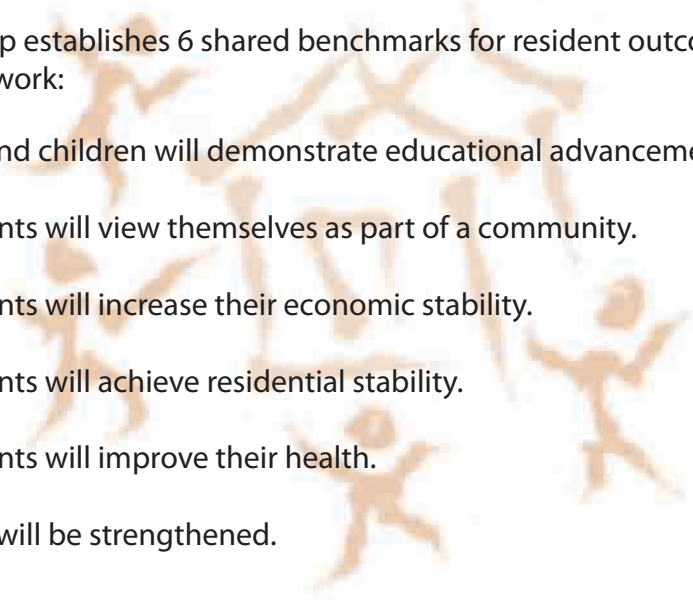 p establishes 6 shared benchmarks for resident outco
work:
nd children will demonstrate educational advanceme
nts will view themselves as part of a community.
nts will increase their economic stability.
nts will achieve residential stability.
nts will improve their health.
will be strengthened.